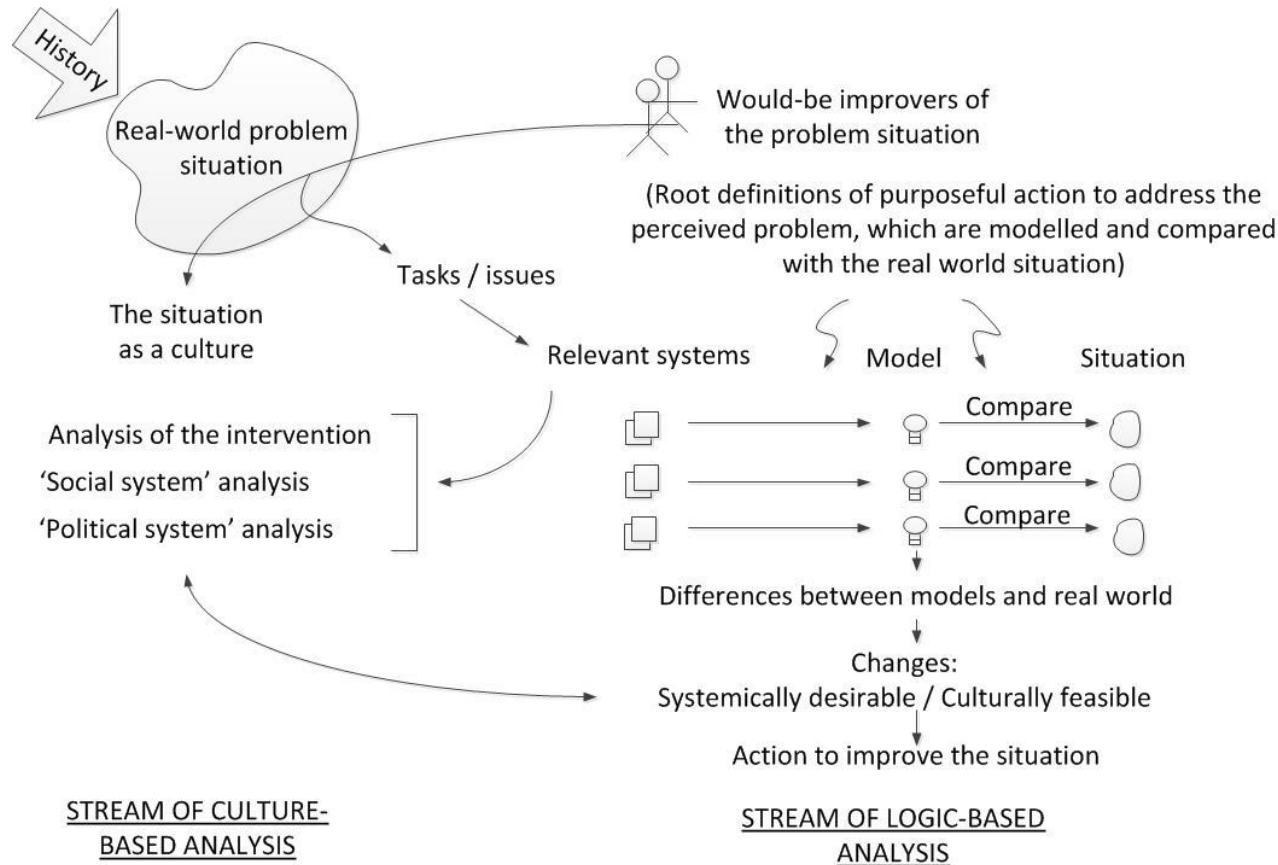 History
Real-world problem
situation
Would-be improvers of
the problem situation
(Root definitions of purposeful action to address the
perceived problem, which are modelled and compared
with the real world situation)
Tasks / issues
The situation
as a culture
Relevant systems
Model
Situation
Analysis of the intervention
‘Social system’ analysis
‘Political system’ analysis
Compare
Compare
Compare
Differences between models and real world
Changes:
Systemically desirable / Culturally feasible
Action to improve the situation
STREAM OF CULTURE-
BASED ANALYSIS
STREAM OF LOGIC-BASED
ANALYSIS